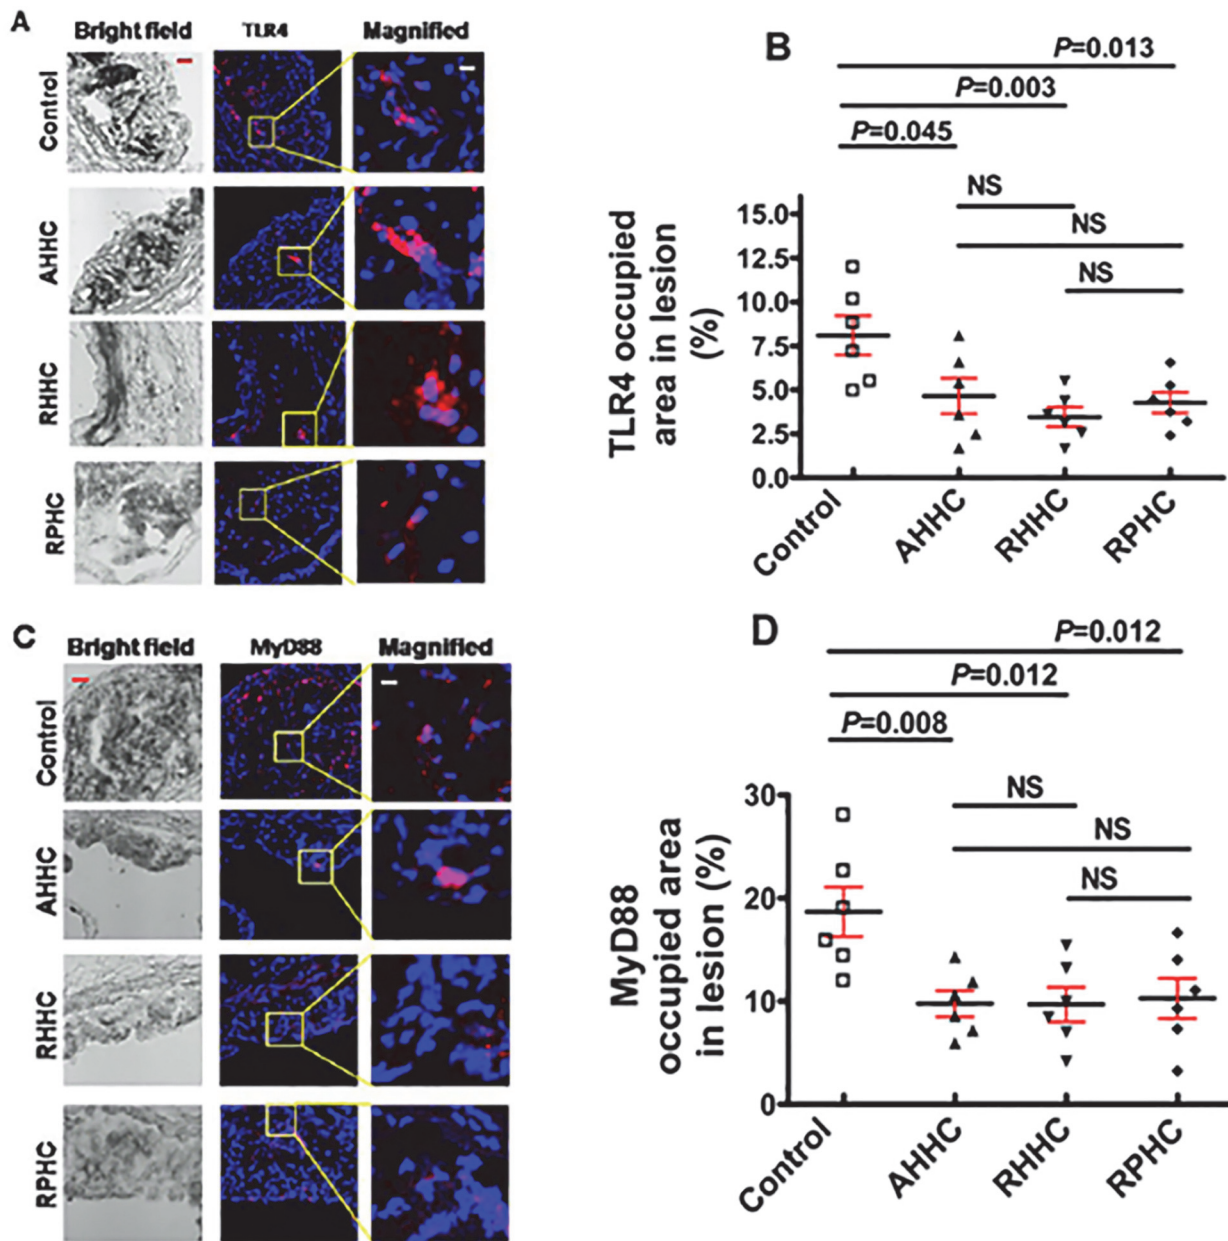 A
Bright field TLR4 Magnified
Control
AHHC
RHHC
RPHC
B
P=0.013
P=0.003
P=0.045
NS
NS
NS
TLR4 occupied
area in lesion
(%)
15.0
12.5
10.0
7.5
5.0
2.5
0.0
Control AHHC RHHC RPHC
C
Bright field MyD88 Magnified
Control
AHHC
RHHC
RPHC
D
P=0.012
P=0.012
P=0.008
NS
NS
NS
MyD88
occupied area
in lesion (%)
30
20
10
0
Control AHHC RHHC RPHC